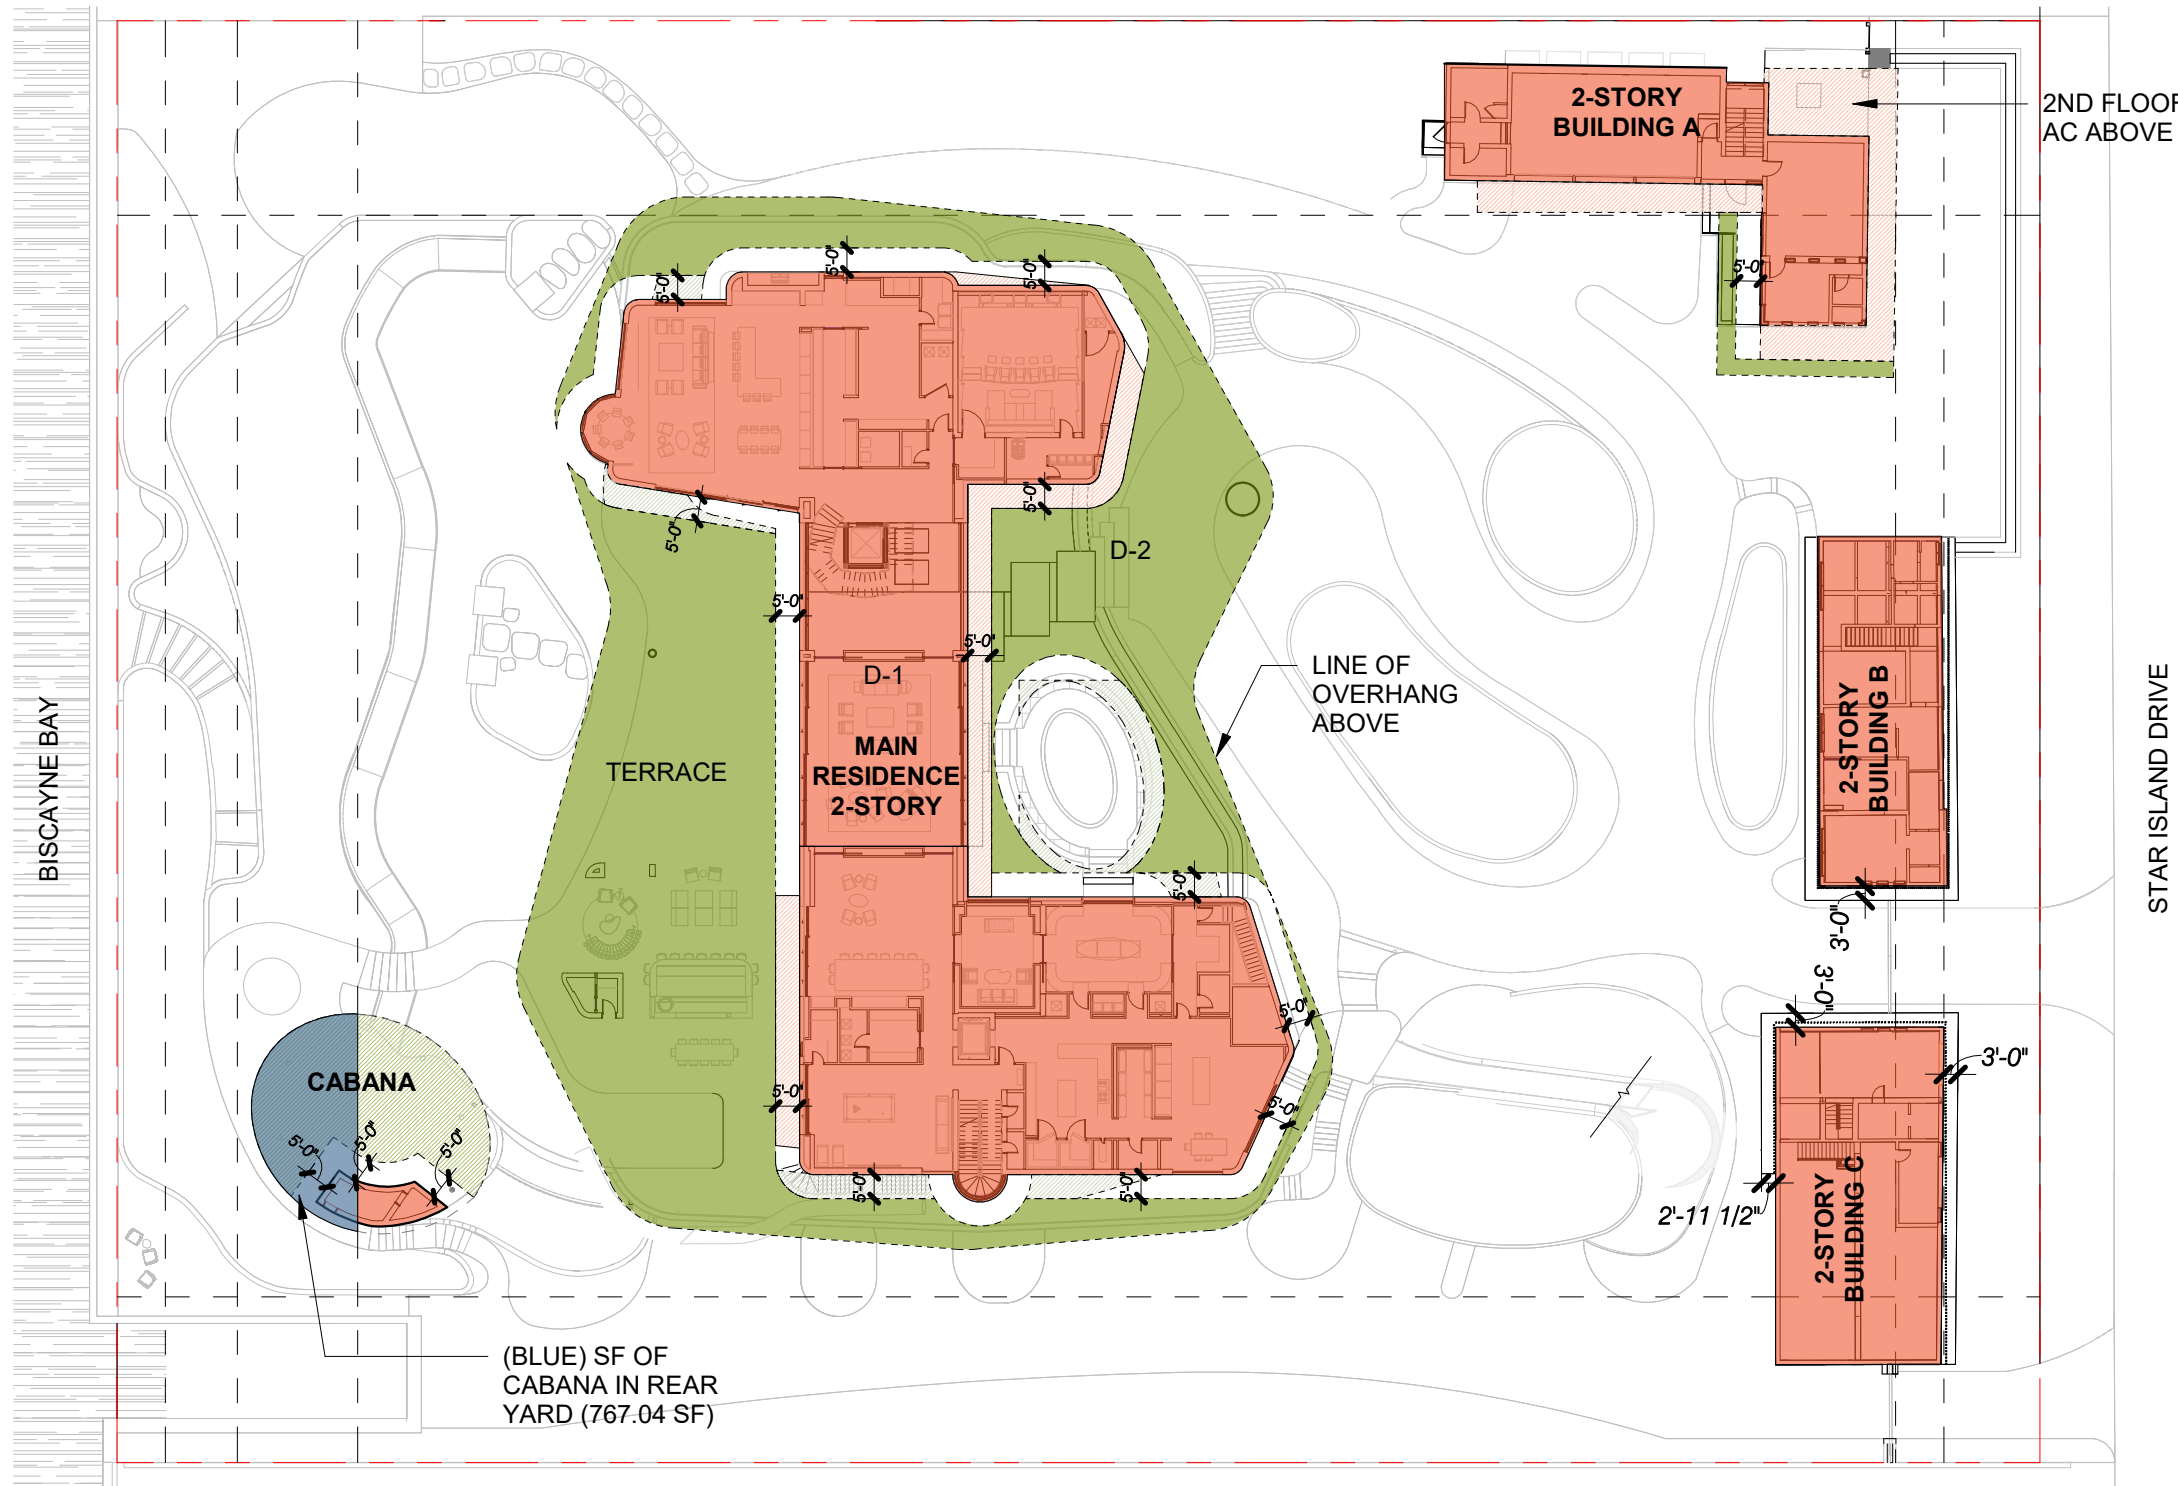 2-STORY
BUILDING A
2ND FLOOR
AC ABOVE
5'-0"
5'-0"
5'-0"
5'-0"
5'-0"
5'-0"
D-2
5'-0"
5'-0"
D-1
LINE OF
OVERHANG
ABOVE
MAIN
RESIDENCE
2-STORY
TERRACE
BISCAYNE BAY
2-STORY
BUILDING B
STAR ISLAND DRIVE
5'-0"
3'-0"
3'-0"
5'-0"
3'-0"
CABANA
5'-0"
5'-0"
5'-0"
5'-0"
5'-0"
5'-0"
5'-0"
2'-11 1/2"
2-STORY
BUILDING C
(BLUE) SF OF
CABANA IN REAR
YARD (767.04 SF)